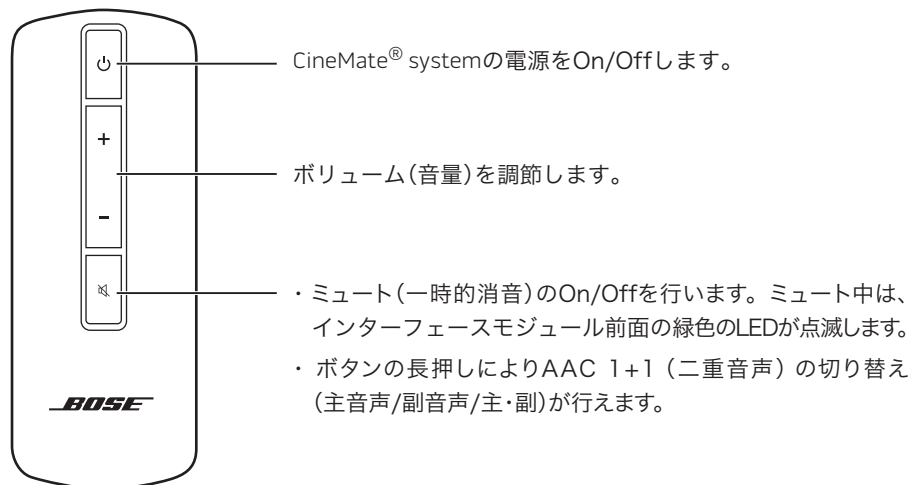 CineMate® systemの電源をOn/Offします。
+
ボリューム（音量）を調節します。
-
・ミュート（一時的消音）のOn/Offを行います。ミュート中は、
インターフェースモジュール前面の緑色のLEDが点滅します。
・ボタンの長押しによりAAC 1+1（二重音声）の切り替え
（主音声/副音声/主・副）が行えます。
BOSE